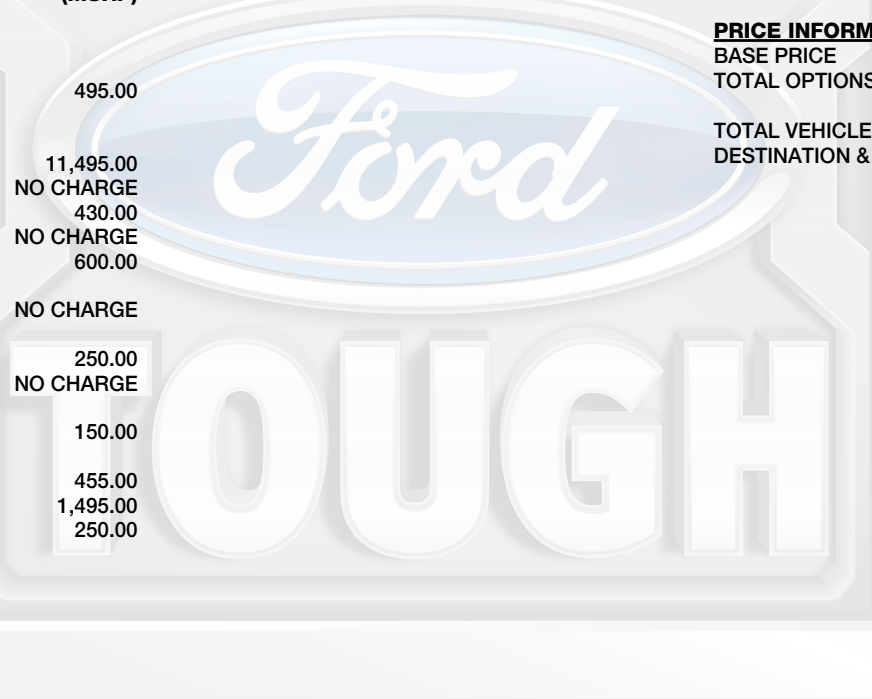 PRICE INFORM
BASE PRICE
TOTAL OPTIONS
TOTAL VEHICLE
DESTINATION &
495.00
11,495.00
NO CHARGE
430.00
NO CHARGE
600.00
NO CHARGE
250.00
NO CHARGE
150.00
455.00
1,495.00
250.00
Ford
TOUGH